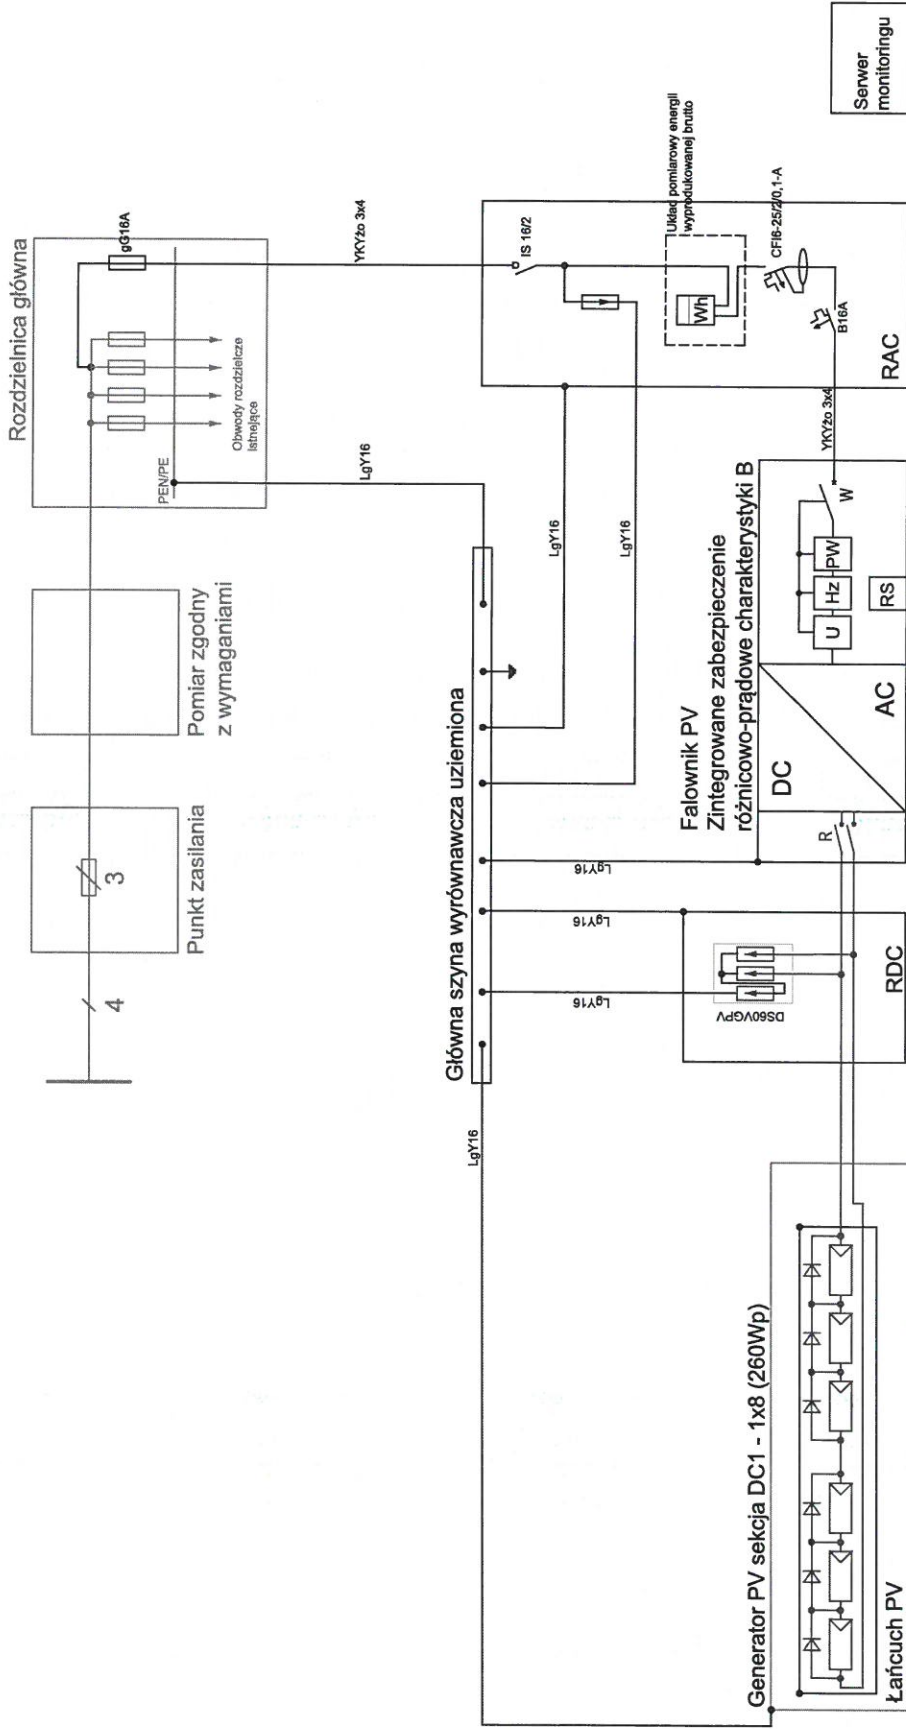 Rozdzielnica główna
gG16A
Obwody rozdzielcze
istniejące
PEN/PE
YKYżo 3x4
LgY16
Pomiar zgodny
z wymaganiami
Punkt zasilania
3
4
Główna szyna wyrównawcza uziemiona
LgY16
LgY16
LgY16
LgY16
LgY16
LgY16
IS 16/2
Układ pomiarowy energii
wyprodukowanej brutto
Wh
CFI6-25/2/0,1-A
B16A
RAC
YKYżo 3x4
Serwer
monitoringu
Falownik PV
Zintegrowane zabezpieczenie
różnicowo-prądowe charakterystyki B
DC
AC
U
Hz
PW
W
RS
R
DS60VGPV
RDC
Generator PV sekcja DC1 - 1x8 (260Wp)
Łańcuch PV